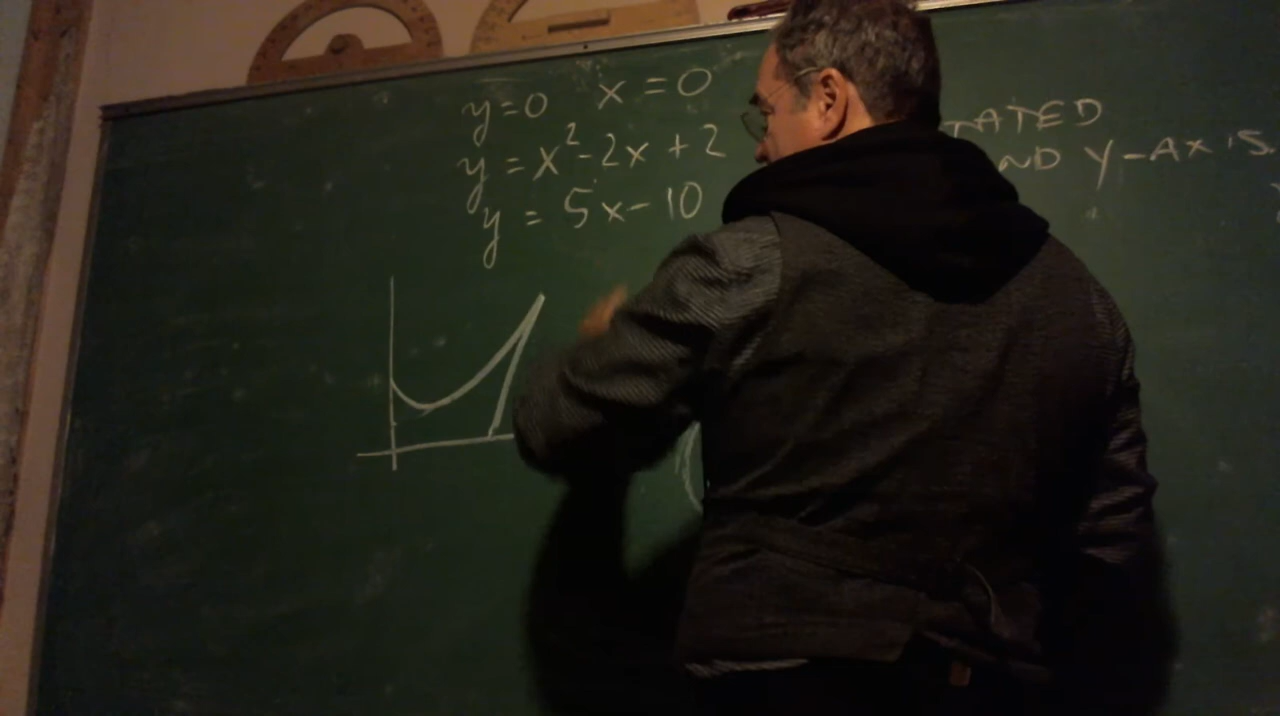 y=0 x=0
y=x²-2x+2
y=5x-10
TATED
ND Y-AXIS